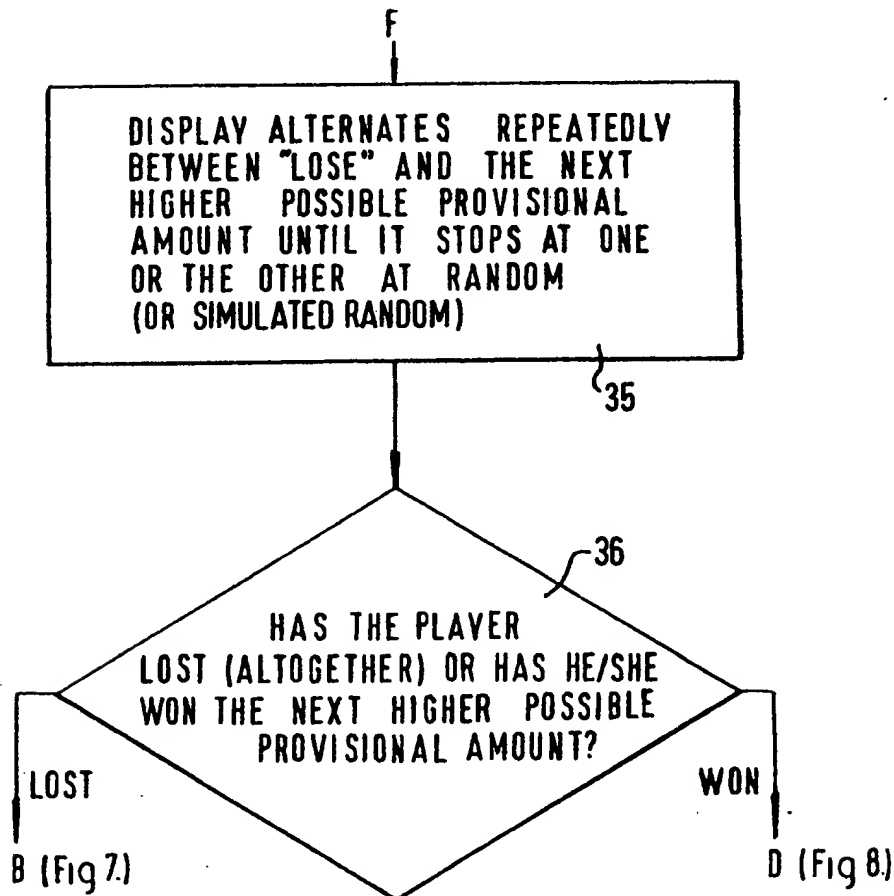 F
DISPLAY ALTERNATES REPEATEDLY
BETWEEN "LOSE" AND THE NEXT
HIGHER POSSIBLE PROVISIONAL
AMOUNT UNTIL IT STOPS AT ONE
OR THE OTHER AT RANDOM
(OR SIMULATED RANDOM)
35
36
HAS THE PLAYER
LOST (ALTOGETHER) OR HAS HE/SHE
WON THE NEXT HIGHER POSSIBLE
PROVISIONAL AMOUNT?
LOST
WON
B (Fig 7.)
D (Fig 8.)